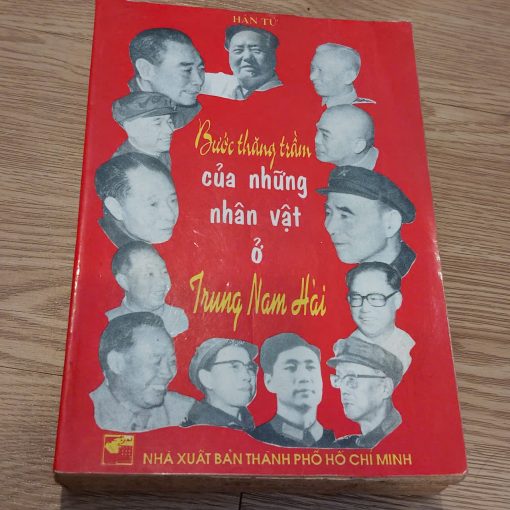 HÀN TỬ
Bước thăng trầm
của những
nhân vật
ở
Trung Nam Hải
NHÀ XUẤT BẢN THÀNH PHỐ HỒ CHÍ MINH